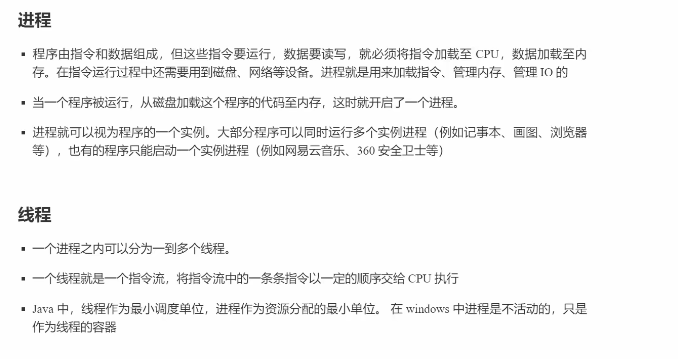 进程
▪ 程序由指令和数据组成，但这些指令要运行，数据要读写，就必须将指令加载至 CPU，数据加载至内
存。在指令运行过程中还需要用到磁盘、网络等设备。进程就是用来加载指令、管理内存、管理 IO 的
▪ 当一个程序被运行，从磁盘加载这个程序的代码至内存，这时就开启了一个进程。
▪ 进程就可以视为程序的一个实例。大部分程序可以同时运行多个实例进程（例如记事本、画图、浏览器
等），也有的程序只能启动一个实例进程（例如网易云音乐、360 安全卫士等）
线程
▪ 一个进程之内可以分为一到多个线程。
▪ 一个线程就是一个指令流，将指令流中的一条条指令以一定的顺序交给 CPU 执行
▪ Java 中，线程作为最小调度单位，进程作为资源分配的最小单位。 在 windows 中进程是不活动的，只是
作为线程的容器